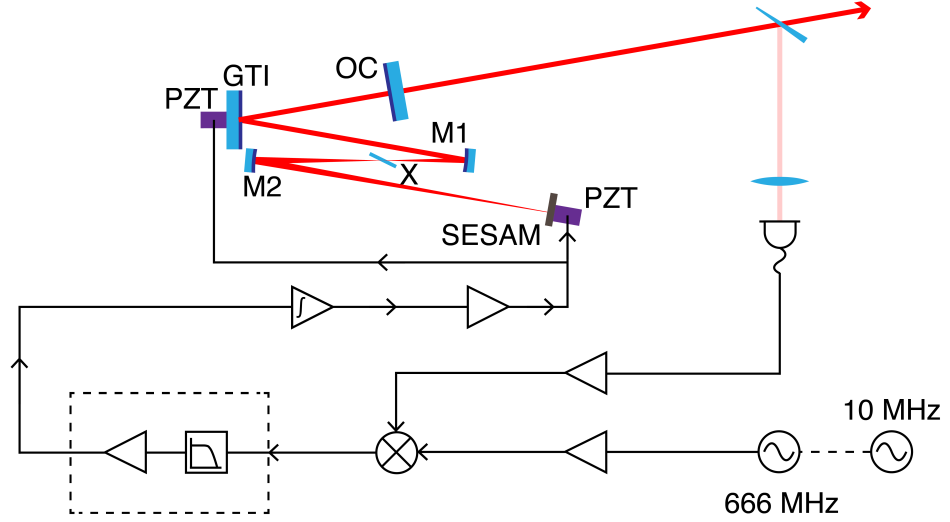 GTI
OC
PZT
M1
X
M2
PZT
SESAM
∫
10 MHz
666 MHz